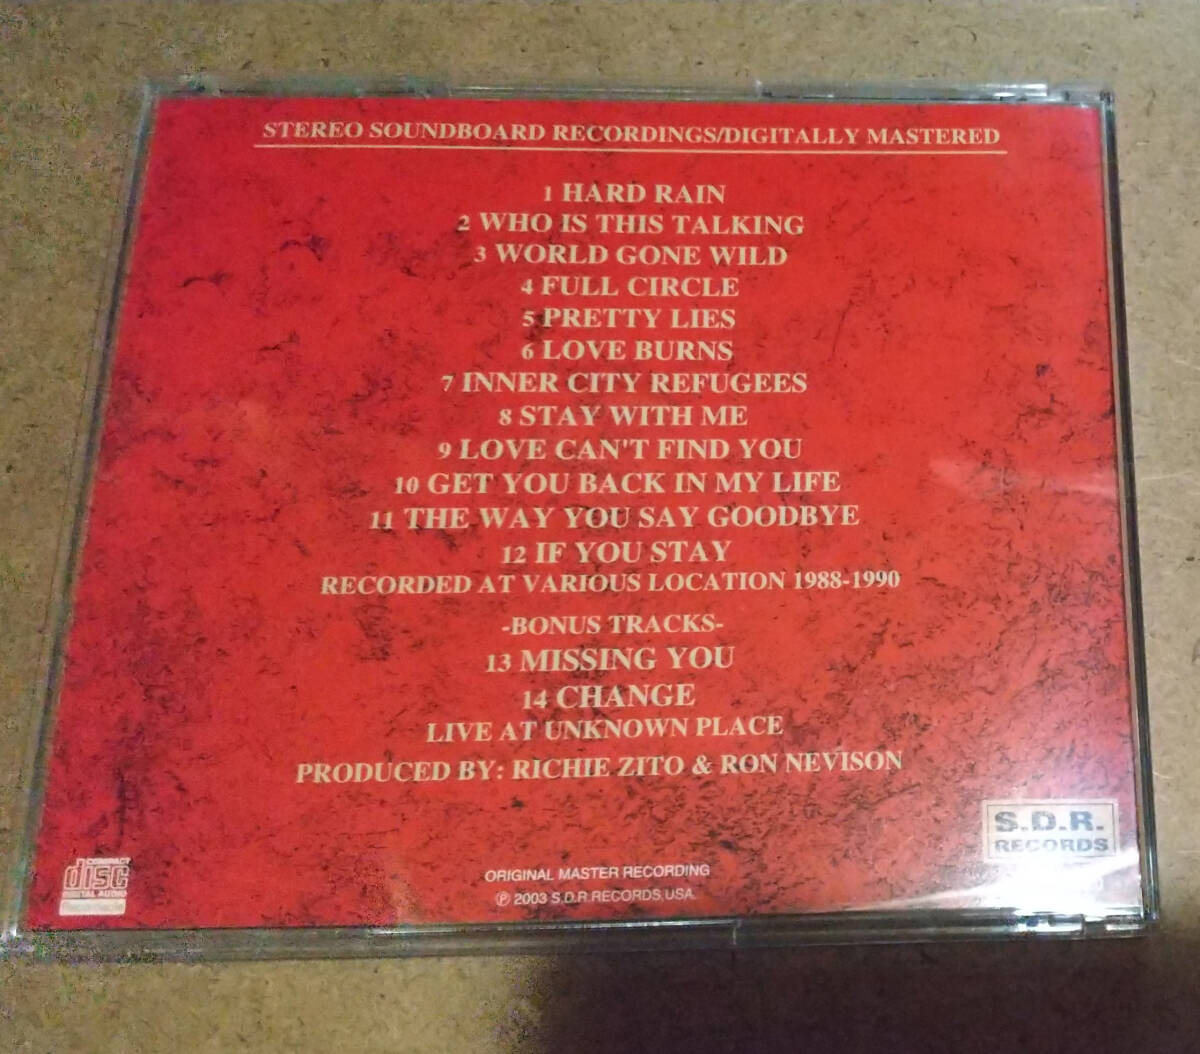 STEREO SOUNDBOARD RECORDINGS/DIGITALLY MASTERED
1 HARD RAIN
2 WHO IS THIS TALKING
3 WORLD GONE WILD
4 FULL CIRCLE
5 PRETTY LIES
6 LOVE BURNS
7 INNER CITY REFUGEES
8 STAY WITH ME
9 LOVE CAN'T FIND YOU
10 GET YOU BACK IN MY LIFE
11 THE WAY YOU SAY GOODBYE
12 IF YOU STAY
RECORDED AT VARIOUS LOCATION 1988-1990
-BONUS TRACKS-
13 MISSING YOU
14 CHANGE
LIVE AT UNKNOWN PLACE
PRODUCED BY: RICHIE ZITO & RON NEVISON
S.D.R.
RECORDS
COMPACT
disc
DIGITAL AUDIO
ORIGINAL MASTER RECORDING
℗ 2003 S.D.R.RECORDS,USA.